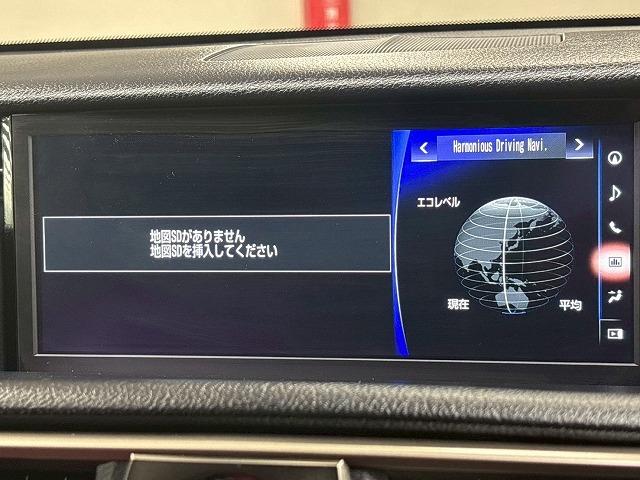 Harmonious Driving Navi.
エコレベル
地図SDがありません
地図SDを挿入してください
現在
平均